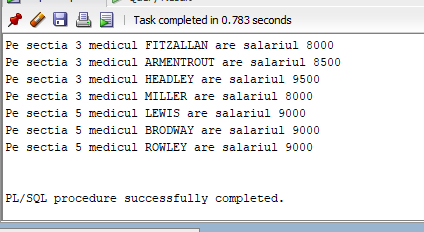 Query Result
Task completed in 0.783 seconds
Pe sectia 3 medicul FITZALLAN are salariul 8000
Pe sectia 3 medicul ARMENTROUT are salariul 8500
Pe sectia 3 medicul HEADLEY are salariul 9500
Pe sectia 3 medicul MILLER are salariul 8000
Pe sectia 5 medicul LEWIS are salariul 9000
Pe sectia 5 medicul BRODWAY are salariul 9000
Pe sectia 5 medicul ROWLEY are salariul 9000
PL/SQL procedure successfully completed.